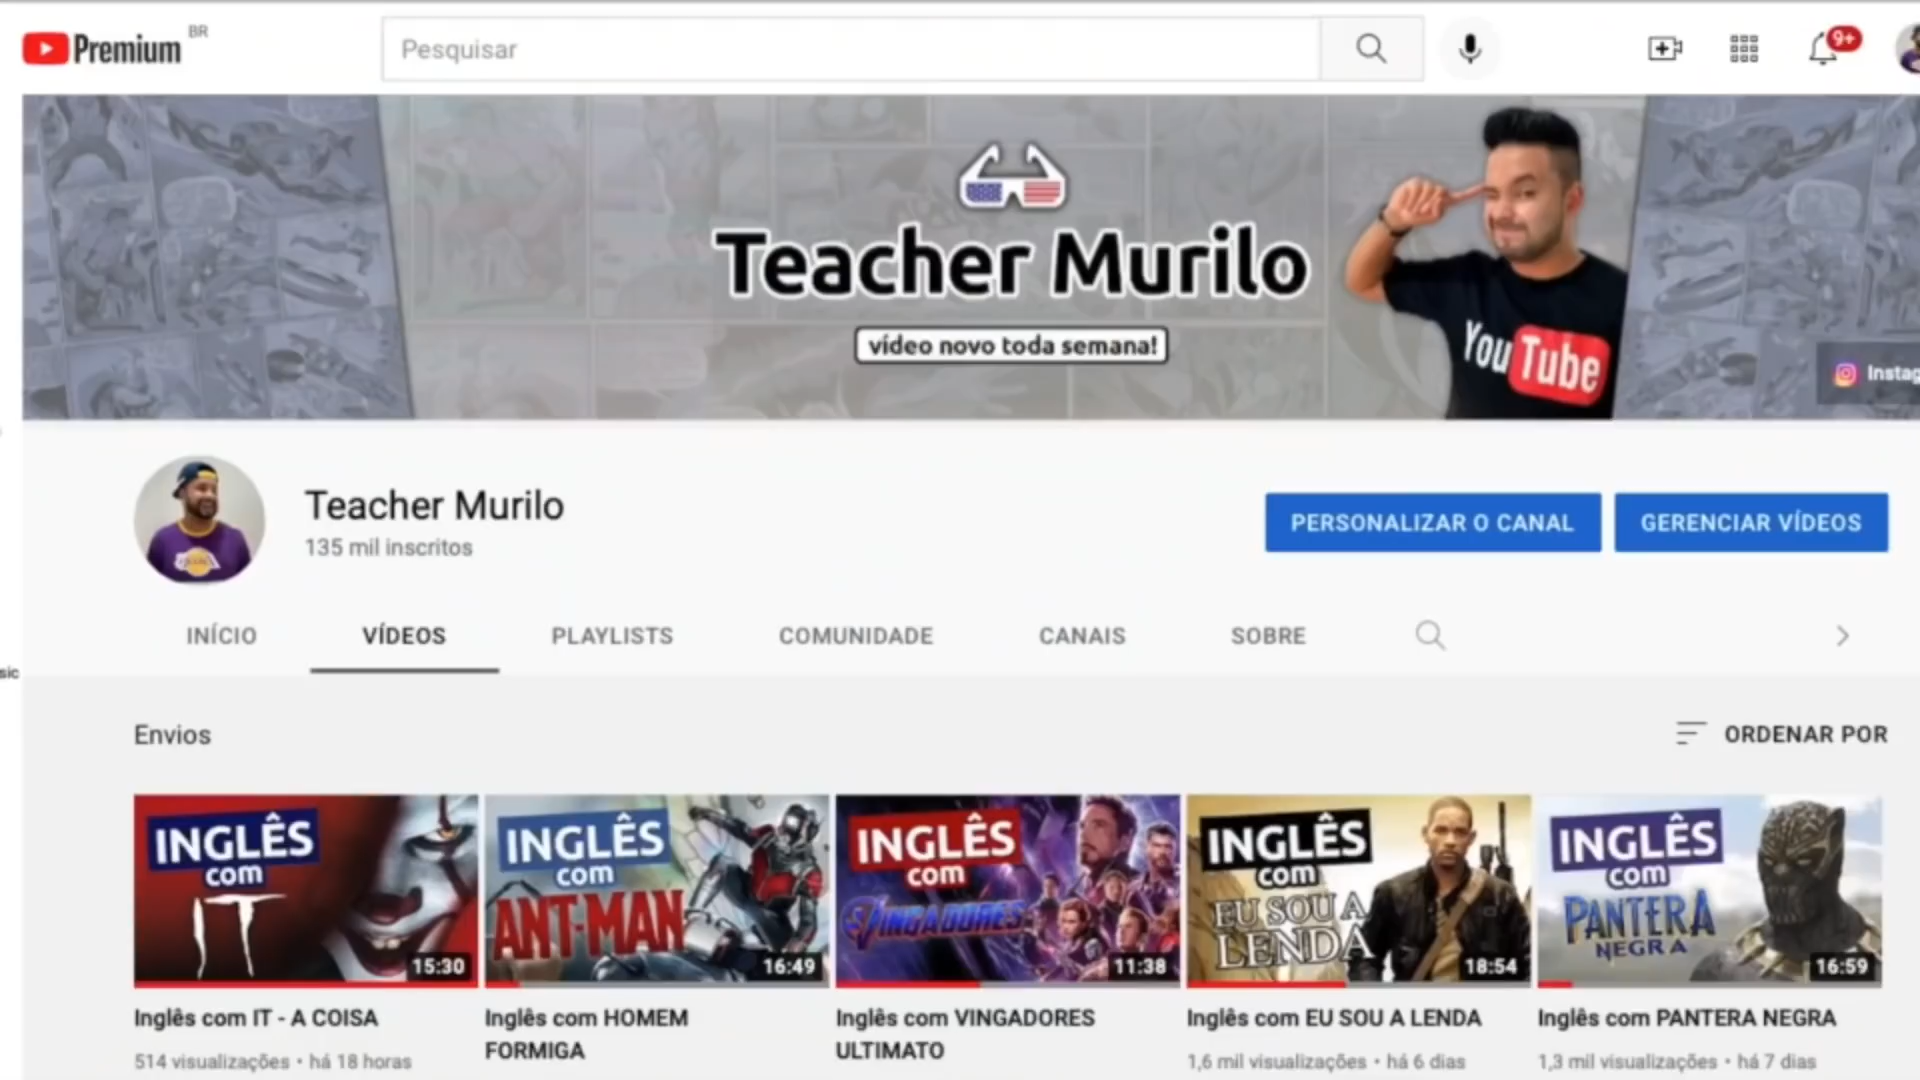 Premium BR
Pesquisar
9+
Teacher Murilo
vídeo novo toda semana!
You Tube
Teacher Murilo
135 mil inscritos
PERSONALIZAR O CANAL
GERENCIAR VÍDEOS
INÍCIO
VÍDEOS
PLAYLISTS
COMUNIDADE
CANAIS
SOBRE
Envios
ORDENAR POR
INGLÊS
com
IT
15:30
INGLÊS
com
ANT-MAN
16:49
INGLÊS
com
VINGADORES
11:38
INGLÊS
com
EU SOU A
LENDA
18:54
INGLÊS
com
PANTERA
NEGRA
16:59
Inglês com IT - A COISA
514 visualizações • há 18 horas
Inglês com HOMEM
FORMIGA
Inglês com VINGADORES
ULTIMATO
Inglês com EU SOU A LENDA
1,6 mil visualizações • há 6 dias
Inglês com PANTERA NEGRA
1,3 mil visualizações • há 7 dias